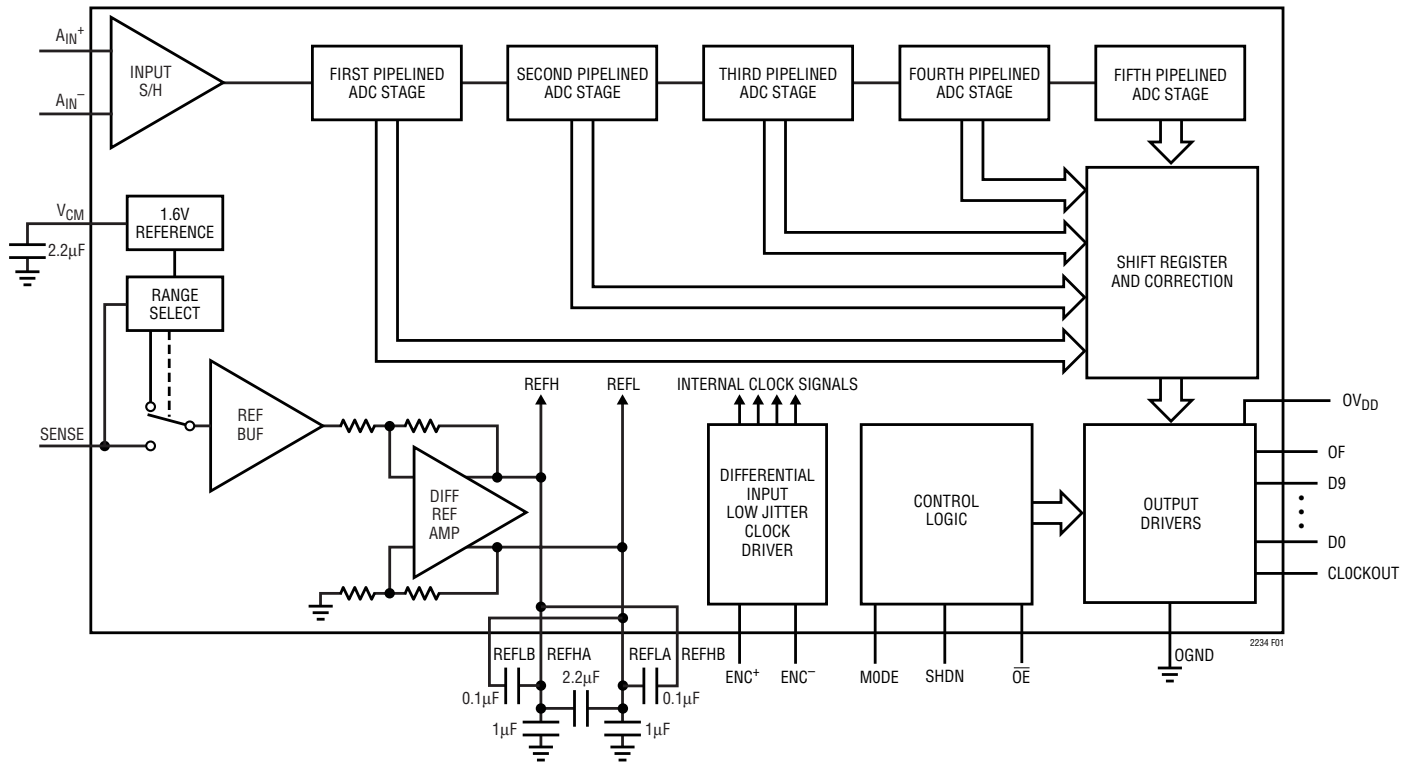 AIN+
INPUT
S/H
AIN−
FIRST PIPELINED
ADC STAGE
SECOND PIPELINED
ADC STAGE
THIRD PIPELINED
ADC STAGE
FOURTH PIPELINED
ADC STAGE
FIFTH PIPELINED
ADC STAGE
VCM
2.2µF
1.6V
REFERENCE
RANGE
SELECT
SHIFT REGISTER
AND CORRECTION
REFH
REFL
INTERNAL CLOCK SIGNALS
SENSE
REF
BUF
DIFF
REF
AMP
DIFFERENTIAL
INPUT
LOW JITTER
CLOCK
DRIVER
CONTROL
LOGIC
OUTPUT
DRIVERS
OVDD
OF
D9
D0
CLOCKOUT
2234 F01
REFLB
REFHA
REFLA
REFHB
0.1µF
2.2µF
0.1µF
1µF
1µF
ENC+
ENC−
MODE
SHDN
O̅E̅
OGND